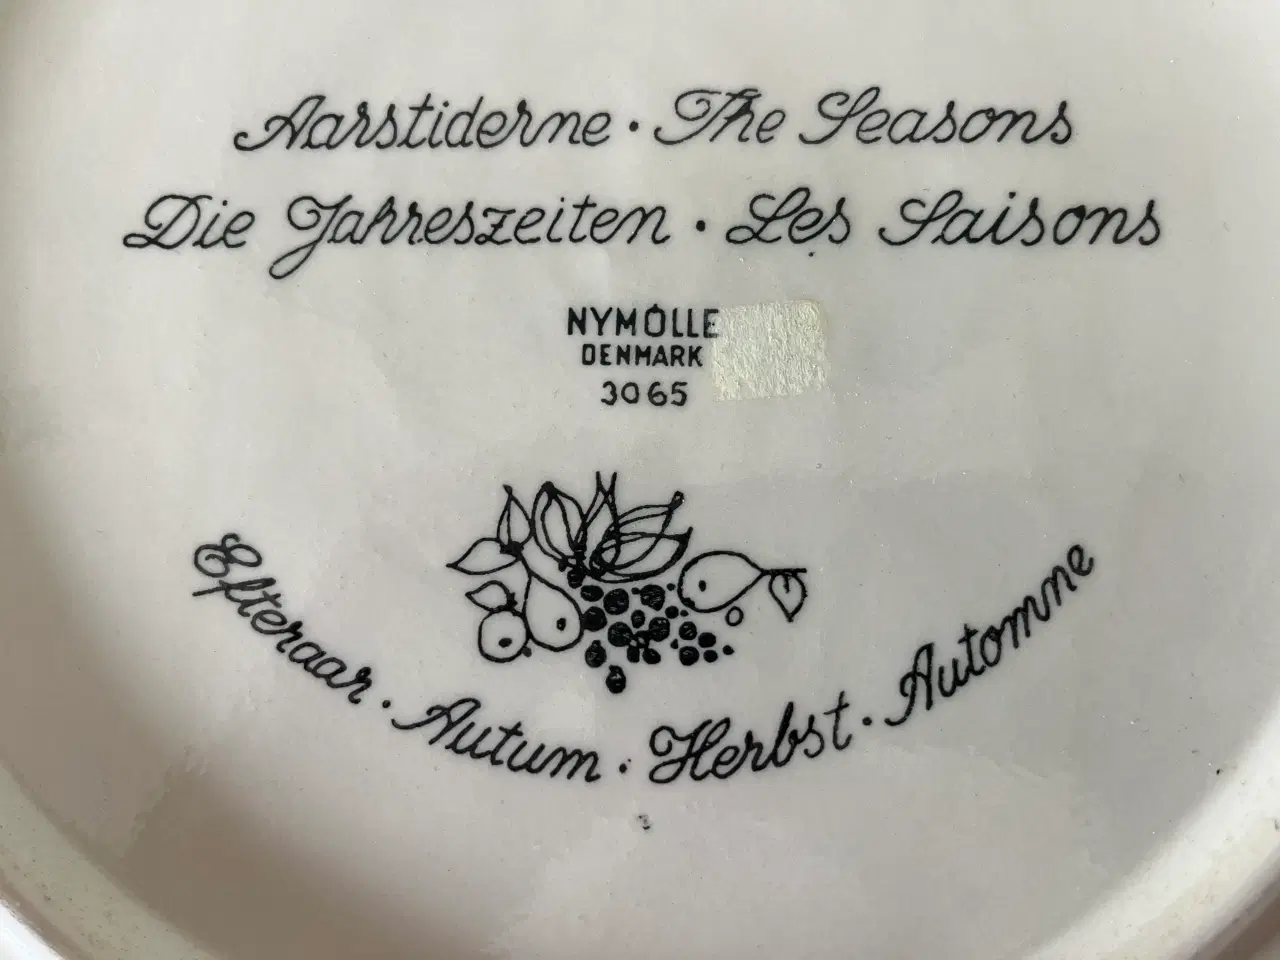 Aarstiderne · The Seasons
Die Jahreszeiten · Les Saisons
NYMÖLLE
DENMARK
3065
Efteraar · Autum · Herbst · Automne